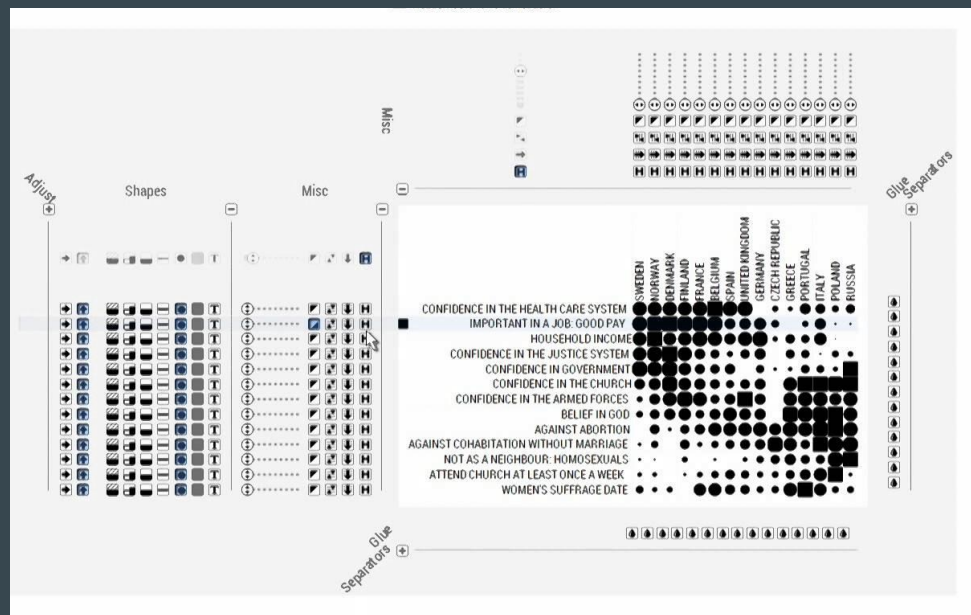 Misc
Adjust
Shapes
Misc
Glue
Separators
SWEDEN
NORWAY
DENMARK
FINLAND
FRANCE
BELGIUM
SPAIN
UNITED KINGDOM
GERMANY
CZECH REPUBLIC
GREECE
PORTUGAL
ITALY
POLAND
RUSSIA
CONFIDENCE IN THE HEALTH CARE SYSTEM
IMPORTANT IN A JOB: GOOD PAY
HOUSEHOLD INCOME
CONFIDENCE IN THE JUSTICE SYSTEM
CONFIDENCE IN GOVERNMENT
CONFIDENCE IN THE CHURCH
CONFIDENCE IN THE ARMED FORCES
BELIEF IN GOD
AGAINST ABORTION
AGAINST COHABITATION WITHOUT MARRIAGE
NOT AS A NEIGHBOUR: HOMOSEXUALS
ATTEND CHURCH AT LEAST ONCE A WEEK
WOMEN'S SUFFRAGE DATE
Glue
Separators